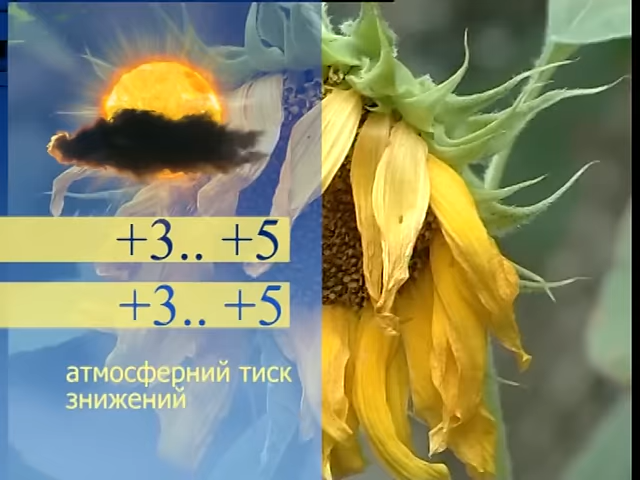 +3.. +5
+3.. +5
атмосферний тиск
знижений